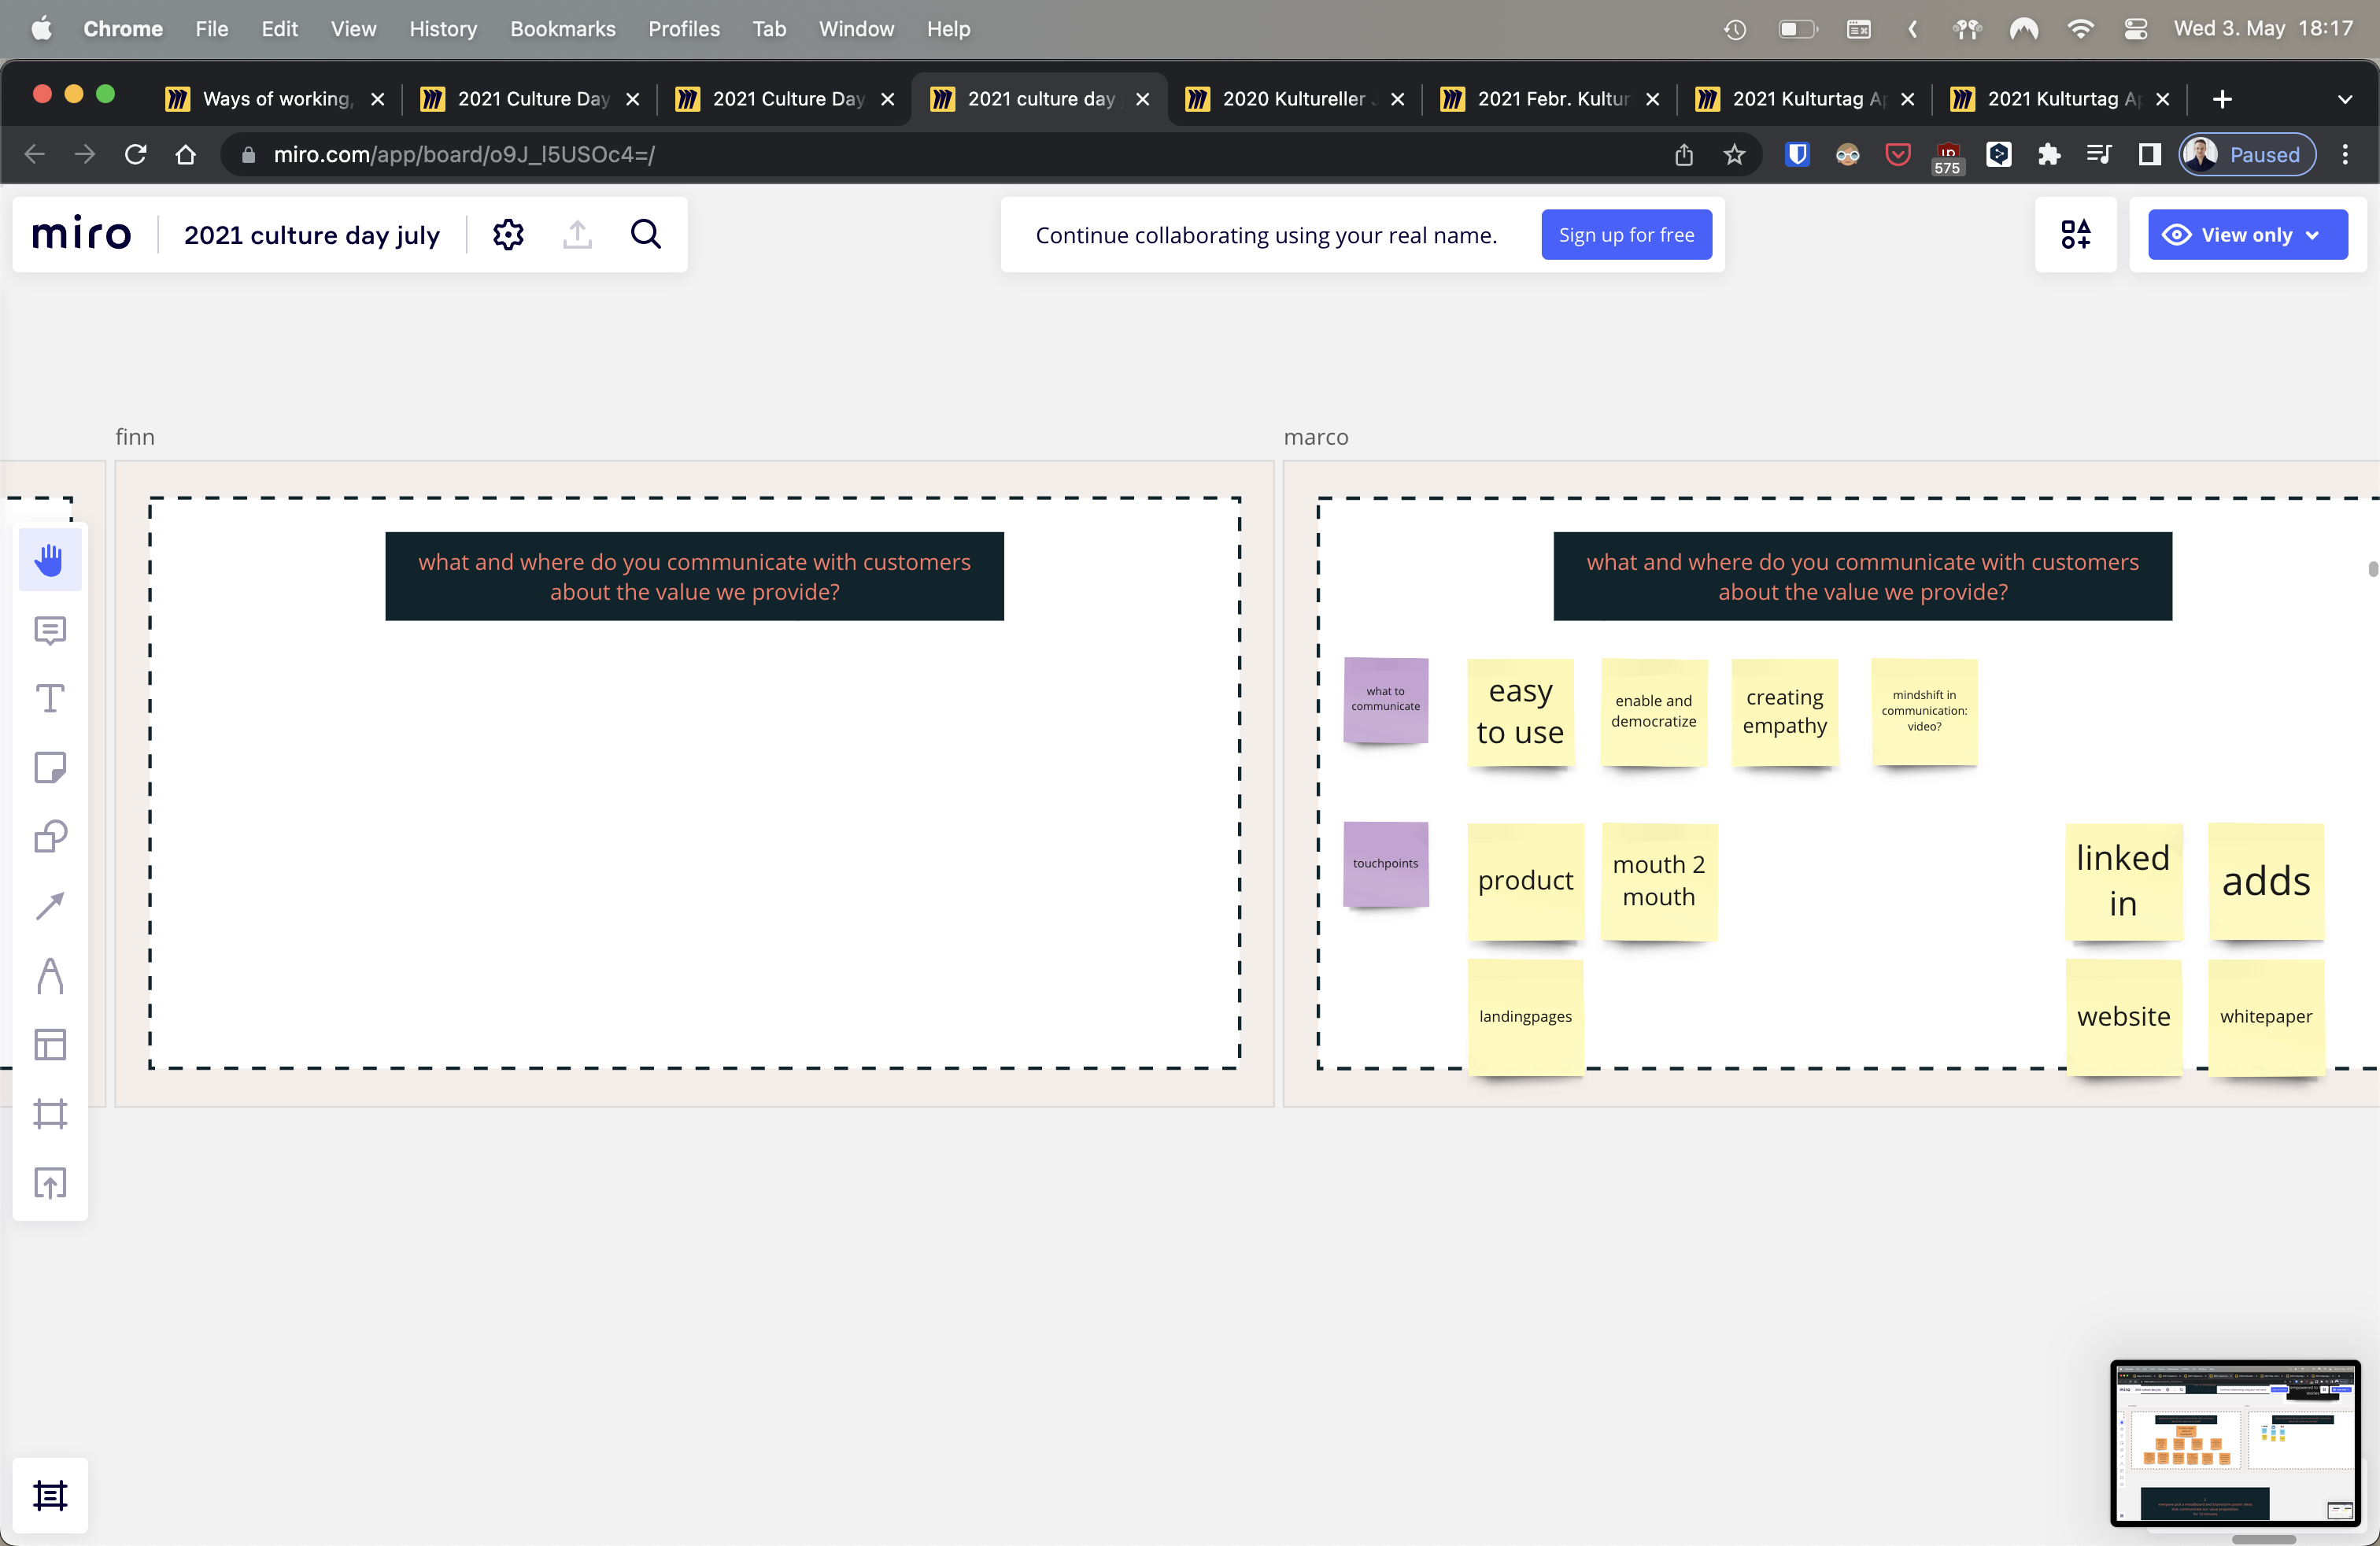 Chrome File Edit View History Bookmarks Profiles Tab Window Help
Wed 3. May 18:17
Ways of working,
2021 Culture Day
2021 Culture Day
2021 culture day
2020 Kultureller
2021 Febr. Kultur
2021 Kulturtag Ap
2021 Kulturtag Ap
miro.com/app/board/o9J_l5USOc4=/
575
Paused
miro
2021 culture day july
Continue collaborating using your real name.
Sign up for free
View only
finn
what and where do you communicate with customers
about the value we provide?
marco
what and where do you communicate with customers
about the value we provide?
what to
communicate
easy
to use
enable and
democratize
creating
empathy
mindshift in
communication:
video?
touchpoints
product
mouth 2
mouth
linked
in
adds
landingpages
website
whitepaper